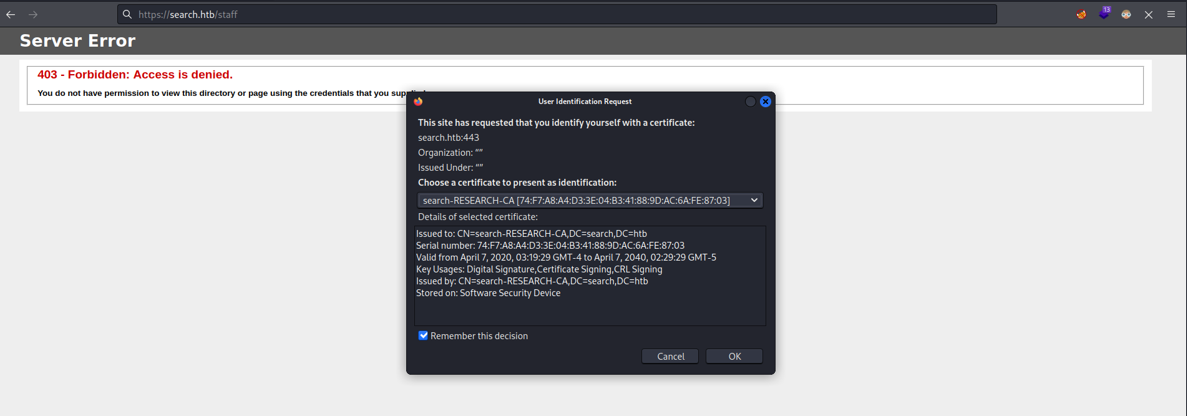 https://search.htb/staff
13
Server Error
403 - Forbidden: Access is denied.
You do not have permission to view this directory or page using the credentials that you
User Identification Request
This site has requested that you identify yourself with a certificate:
search.htb:443
Organization: “”
Issued Under: “”
Choose a certificate to present as identification:
search-RESEARCH-CA [74:F7:A8:A4:D3:3E:04:B3:41:88:9D:AC:6A:FE:87:03]
Details of selected certificate:
Issued to: CN=search-RESEARCH-CA,DC=search,DC=htb
Serial number: 74:F7:A8:A4:D3:3E:04:B3:41:88:9D:AC:6A:FE:87:03
Valid from April 7, 2020, 03:19:29 GMT-4 to April 7, 2040, 02:29:29 GMT-5
Key Usages: Digital Signature,Certificate Signing,CRL Signing
Issued by: CN=search-RESEARCH-CA,DC=search,DC=htb
Stored on: Software Security Device
Remember this decision
Cancel OK